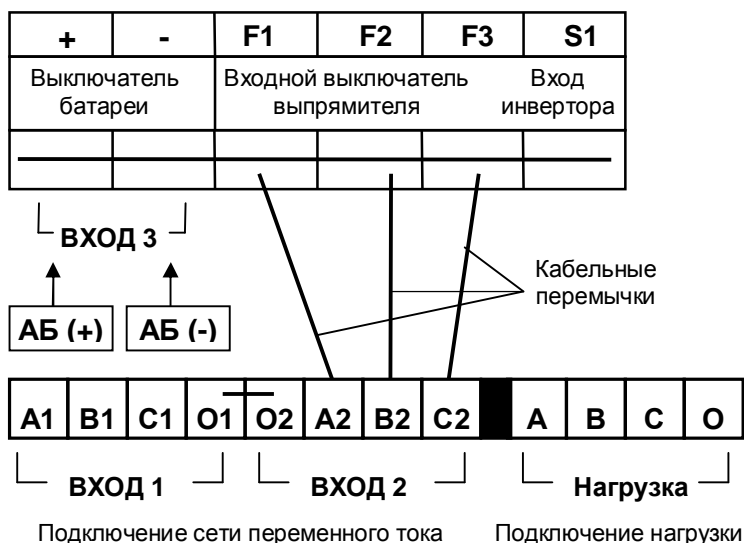 + - F1 F2 F3 S1
Выключатель Входной выключатель Вход
батареи выпрямителя инвертора
ВХОД 3
Кабельные
перемычки
АБ (+) АБ (-)
A1 B1 C1 O1 O2 A2 B2 C2 A B C O
ВХОД 1 ВХОД 2 Нагрузка
Подключение сети переменного тока Подключение нагрузки